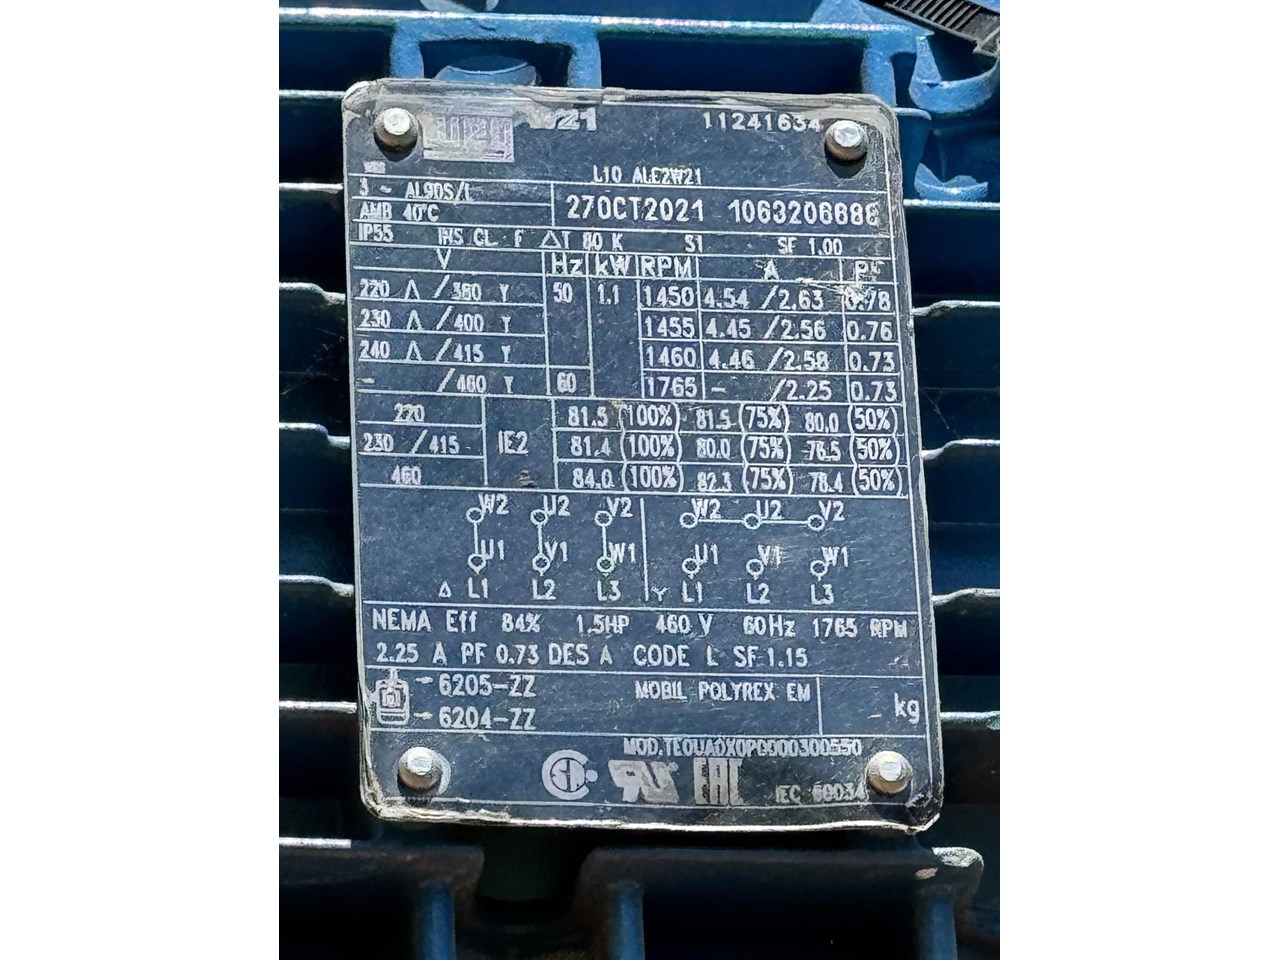 WEG W21 11241634
L10 ALE2W21
3 ~ AL90S/L
AMB 40°C 27OCT2021 1063206688
IP55 INS CL F ΔT 80 K S1 SF 1.00
V Hz kW RPM A PF
220 Δ / 380 Y 50 1.1 1450 4.54 / 2.63 0.78
230 Δ / 400 Y 1455 4.45 / 2.56 0.76
240 Δ / 415 Y 1460 4.46 / 2.58 0.73
- / 460 Y 60 1765 - / 2.25 0.73
220 81.5 (100%) 81.5 (75%) 80.0 (50%)
230 / 415 IE2 81.4 (100%) 80.0 (75%) 76.5 (50%)
460 84.0 (100%) 82.3 (75%) 78.4 (50%)
W2 U2 V2 W2 U2 V2
U1 V1 W1 U1 V1 W1
Δ L1 L2 L3 Y L1 L2 L3
NEMA Eff 84% 1.5HP 460 V 60Hz 1765 RPM
2.25 A PF 0.73 DES A CODE L SF 1.15
-6205-ZZ MOBIL POLYREX EM
-6204-ZZ kg
MOD.TE0UA0X0P0000300550
IEC 60034